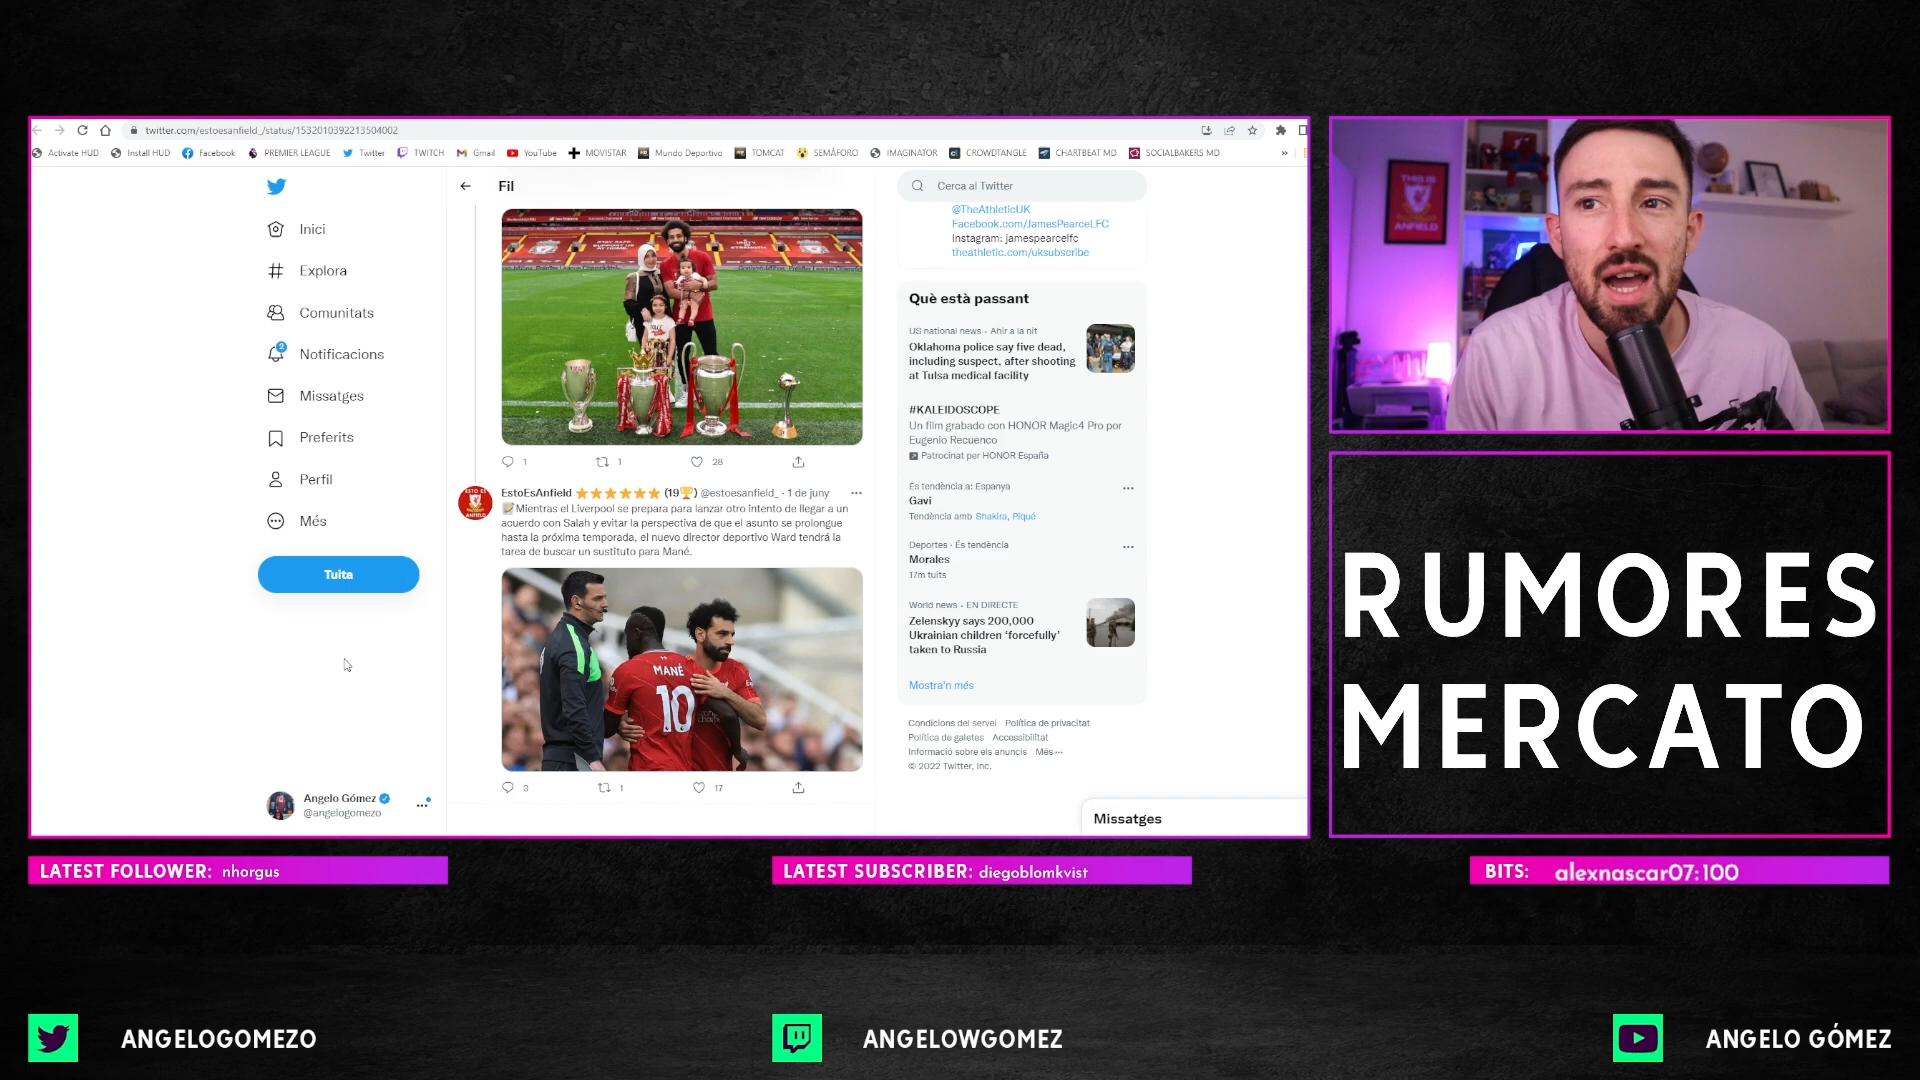 twitter.com/estoesanfield_/status/1532010392213504002
Activate HUD Install HUD Facebook PREMIER LEAGUE Twitter TWITCH Gmail YouTube MOVISTAR Mundo Deportivo TOMCAT SEMÁFORO IMAGINATOR CROWDTANGLE CHARTBEAT MD SOCIALBAKERS MD »
Inici
Explora
Comunitats
2
Notificacions
Missatges
Preferits
Perfil
Més
Tuita
Angelo Gómez
@angelogomezo
Fil
1 1 28
EstoEsAnfield ⭐⭐⭐⭐⭐⭐ (19🏆) @estoesanfield_ · 1 de juny
📝Mientras el Liverpool se prepara para lanzar otro intento de llegar a un
acuerdo con Salah y evitar la perspectiva de que el asunto se prolongue
hasta la próxima temporada, el nuevo director deportivo Ward tendrá la
tarea de buscar un sustituto para Mané.
MANÉ
10
3 1 17
Cerca al Twitter
@TheAthleticUK
Facebook.com/JamesPearceLFC
Instagram: jamespearcelfc
theathletic.com/uksubscribe
Què està passant
US national news · Ahir a la nit
Oklahoma police say five dead,
including suspect, after shooting
at Tulsa medical facility
#KALEIDOSCOPE
Un film grabado con HONOR Magic4 Pro por
Eugenio Recuenco
Patrocinat per HONOR España
És tendència a: Espanya
Gavi
Tendència amb Shakira, Piqué
Deportes · És tendència
Morales
17m tuits
World news · EN DIRECTE
Zelenskyy says 200,000
Ukrainian children ‘forcefully’
taken to Russia
Mostra'n més
Condicions del servei Política de privacitat
Política de galetes Accessibilitat
Informació sobre els anuncis Més ···
© 2022 Twitter, Inc.
Missatges
THIS IS
ANFIELD
RUMORES
MERCATO
LATEST FOLLOWER: nhorgus
LATEST SUBSCRIBER: diegoblomkvist
BITS: alexnascar07: 100
ANGELOGOMEZO
ANGELOWGOMEZ
ANGELO GÓMEZ